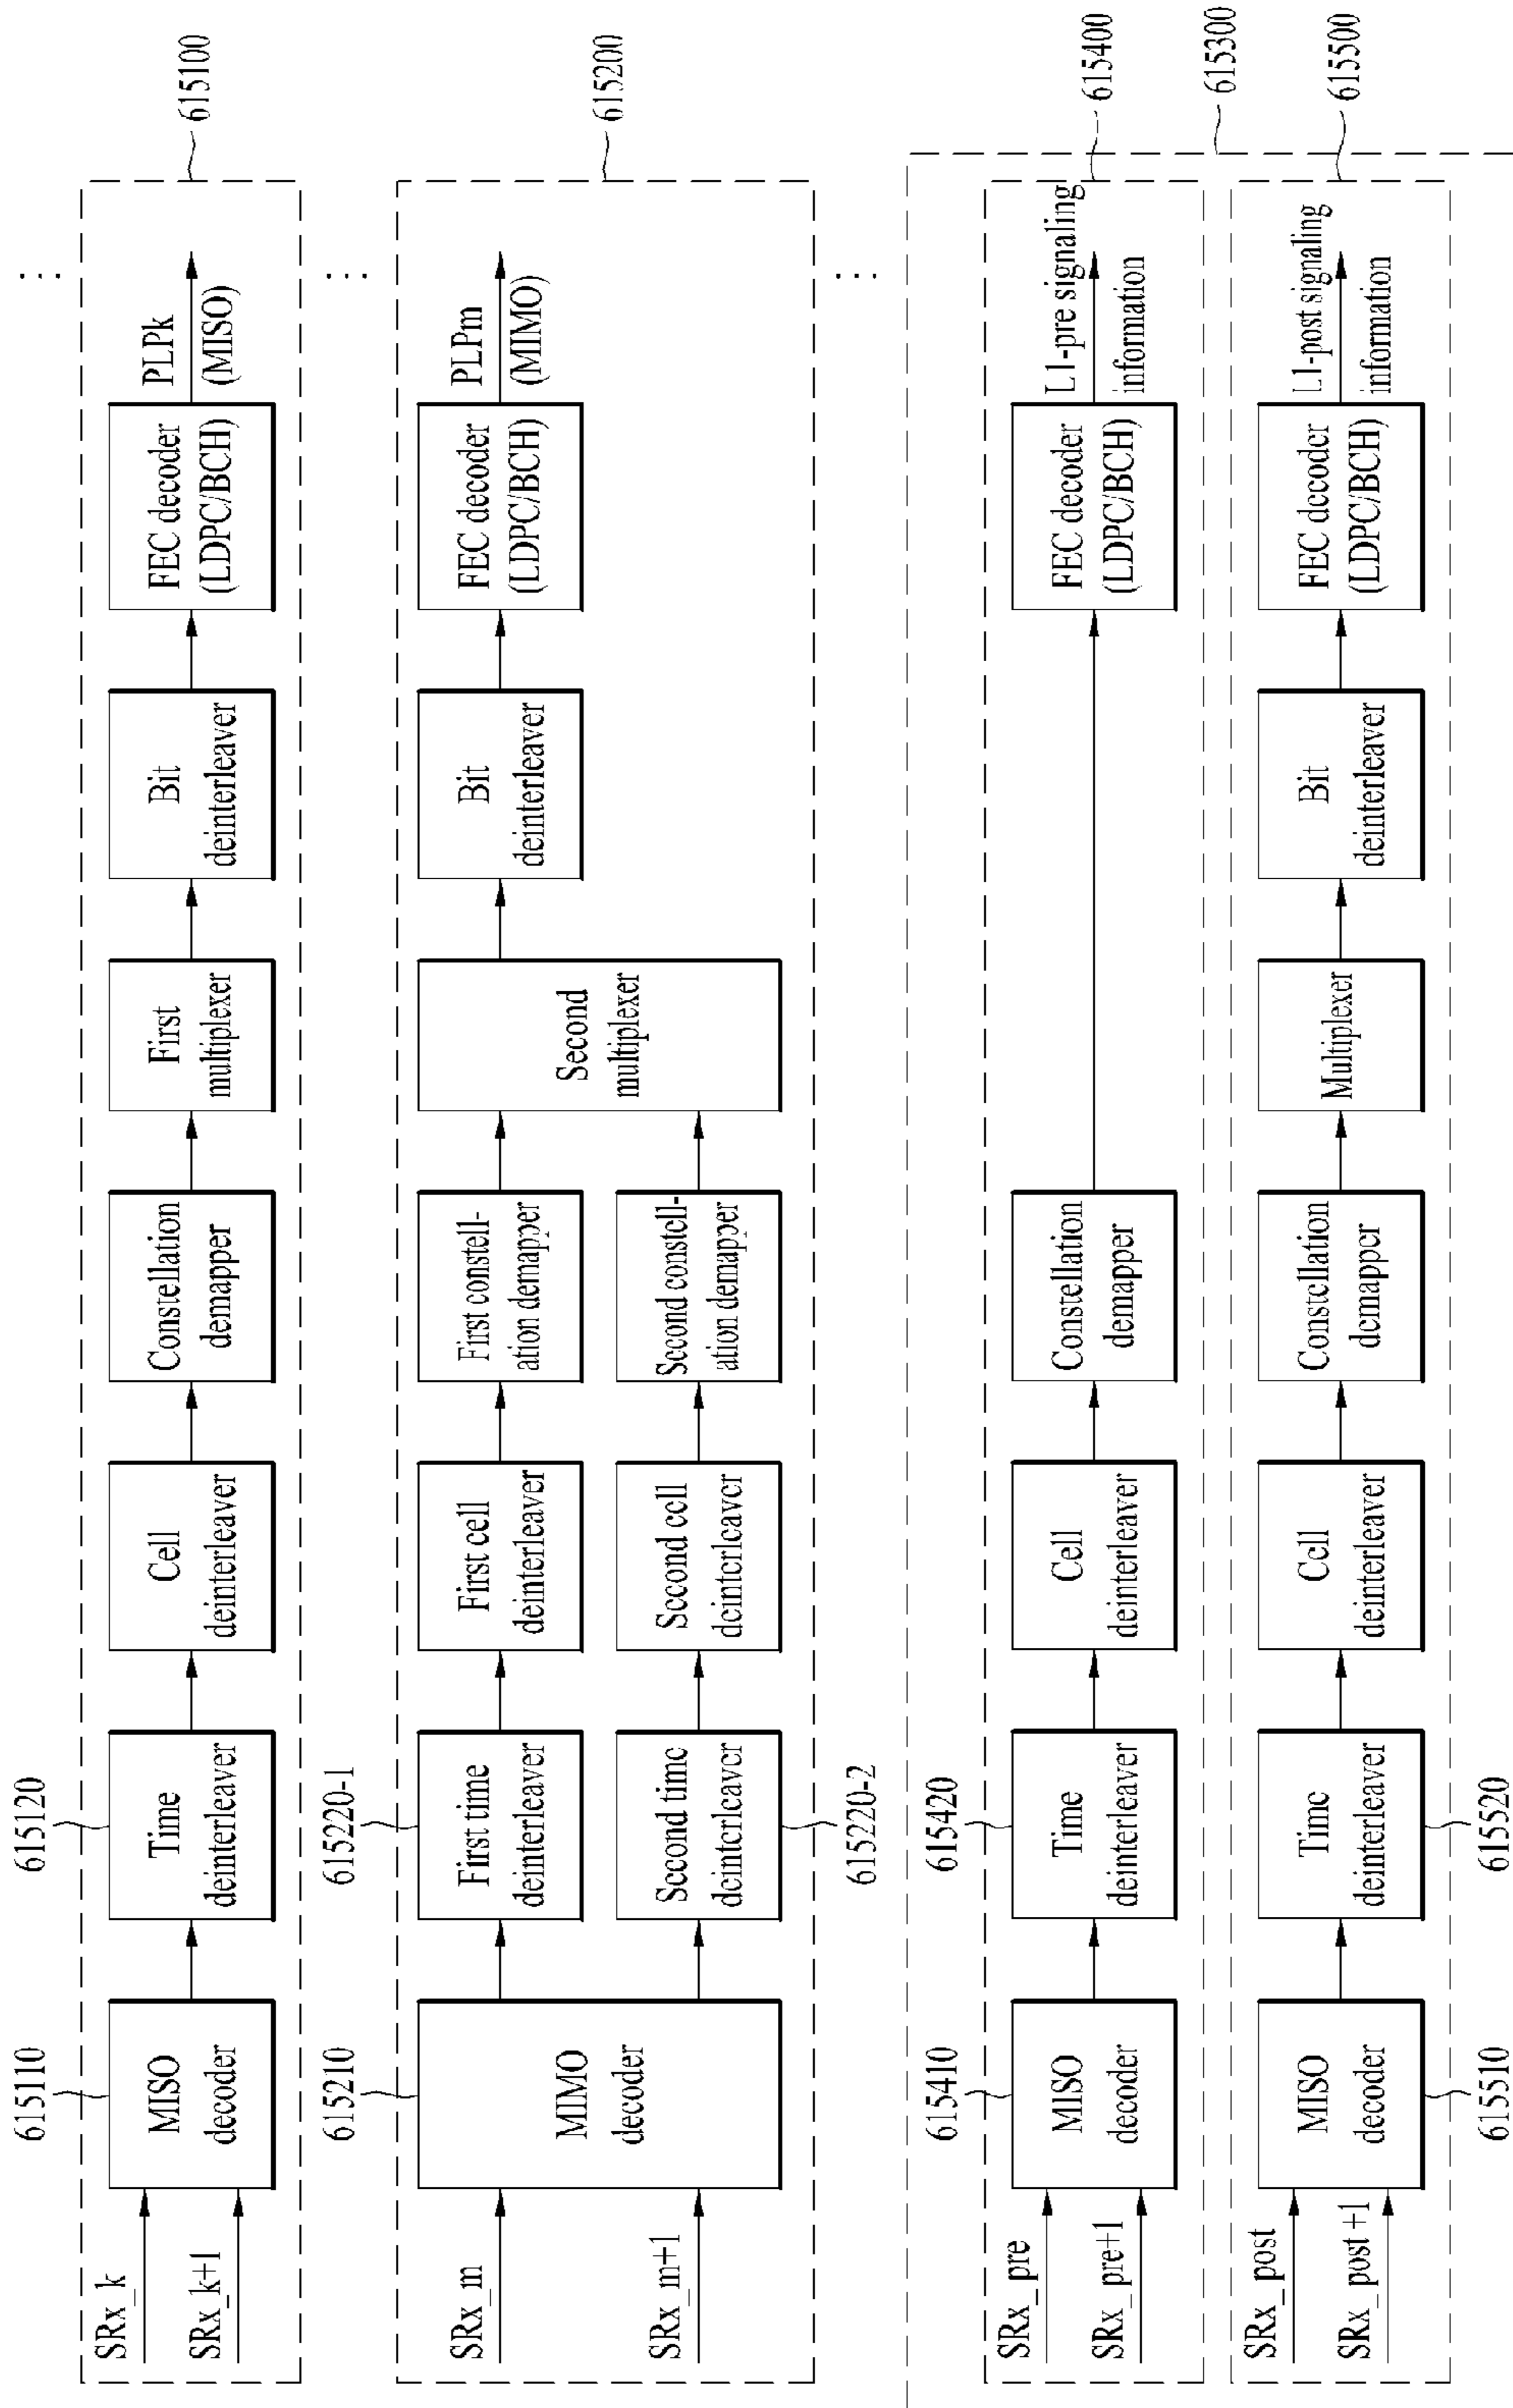 615110
615120
SRx_k
SRx_k+1
MISO
decoder
Time
deinterleaver
Cell
deinterleaver
Constellation
demapper
First
multiplexer
Bit
deinterleaver
FEC decoder
(LDPC/BCH)
PLPk
(MISO)
615100
...
615210
615220-1
SRx_m
SRx_m+1
MIMO
decoder
First time
deinterleaver
First cell
deinterleaver
First constell-
ation demapper
Second time
deinterleaver
Second cell
deinterleaver
Second constell-
ation demapper
Second
multiplexer
Bit
deinterleaver
FEC decoder
(LDPC/BCH)
PLPm
(MIMO)
615200
615220-2
...
...
615410
615420
SRx_pre
SRx_pre+1
MISO
decoder
Time
deinterleaver
Cell
deinterleaver
Constellation
demapper
FEC decoder
(LDPC/BCH)
L1-pre signaling
information
615400
615300
SRx_post
SRx_post +1
MISO
decoder
Time
deinterleaver
Cell
deinterleaver
Constellation
demapper
Multiplexer
Bit
deinterleaver
FEC decoder
(LDPC/BCH)
L1-post signaling
information
615500
615510
615520